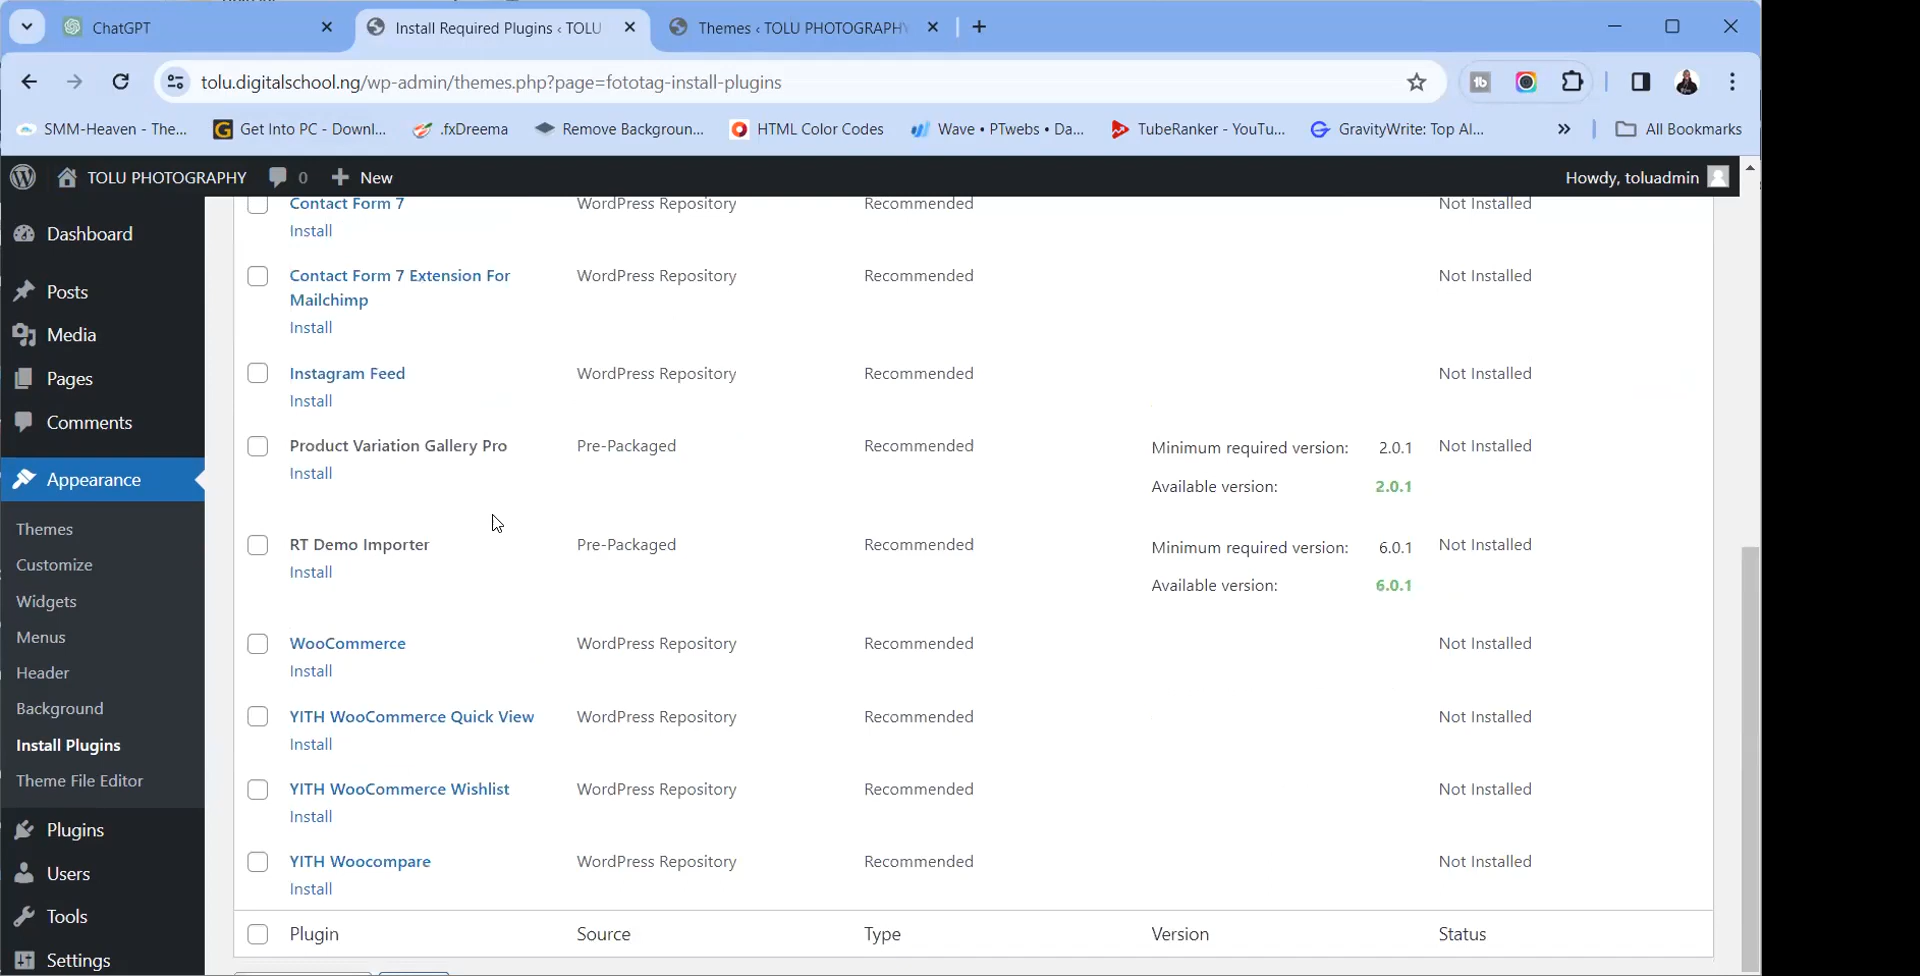 ChatGPT
Install Required Plugins ‹ TOLU
Themes ‹ TOLU PHOTOGRAPHY
tolu.digitalschool.ng/wp-admin/themes.php?page=fototag-install-plugins
SMM-Heaven - The...
Get Into PC - Downl...
.fxDreema
Remove Backgroun...
HTML Color Codes
Wave • PTwebs • Da...
TubeRanker - YouTu...
GravityWrite: Top AI...
»
All Bookmarks
TOLU PHOTOGRAPHY
0
New
Howdy, toluadmin
Dashboard
Posts
Media
Pages
Comments
Appearance
Themes
Customize
Widgets
Menus
Header
Background
Install Plugins
Theme File Editor
Plugins
Users
Tools
Settings
Contact Form 7 WordPress Repository Recommended Not Installed
Install
Contact Form 7 Extension For WordPress Repository Recommended Not Installed
Mailchimp
Install
Instagram Feed WordPress Repository Recommended Not Installed
Install
Product Variation Gallery Pro Pre-Packaged Recommended Minimum required version: 2.0.1 Not Installed
Install
Available version: 2.0.1
RT Demo Importer Pre-Packaged Recommended Minimum required version: 6.0.1 Not Installed
Install
Available version: 6.0.1
WooCommerce WordPress Repository Recommended Not Installed
Install
YITH WooCommerce Quick View WordPress Repository Recommended Not Installed
Install
YITH WooCommerce Wishlist WordPress Repository Recommended Not Installed
Install
YITH Woocompare WordPress Repository Recommended Not Installed
Install
Plugin Source Type Version Status